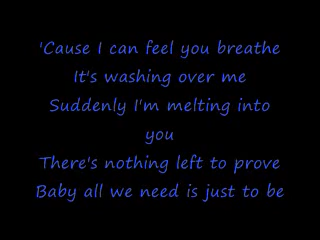 'Cause I can feel you breathe
It's washing over me
Suddenly I'm melting into
you
There's nothing left to prove
Baby all we need is just to be